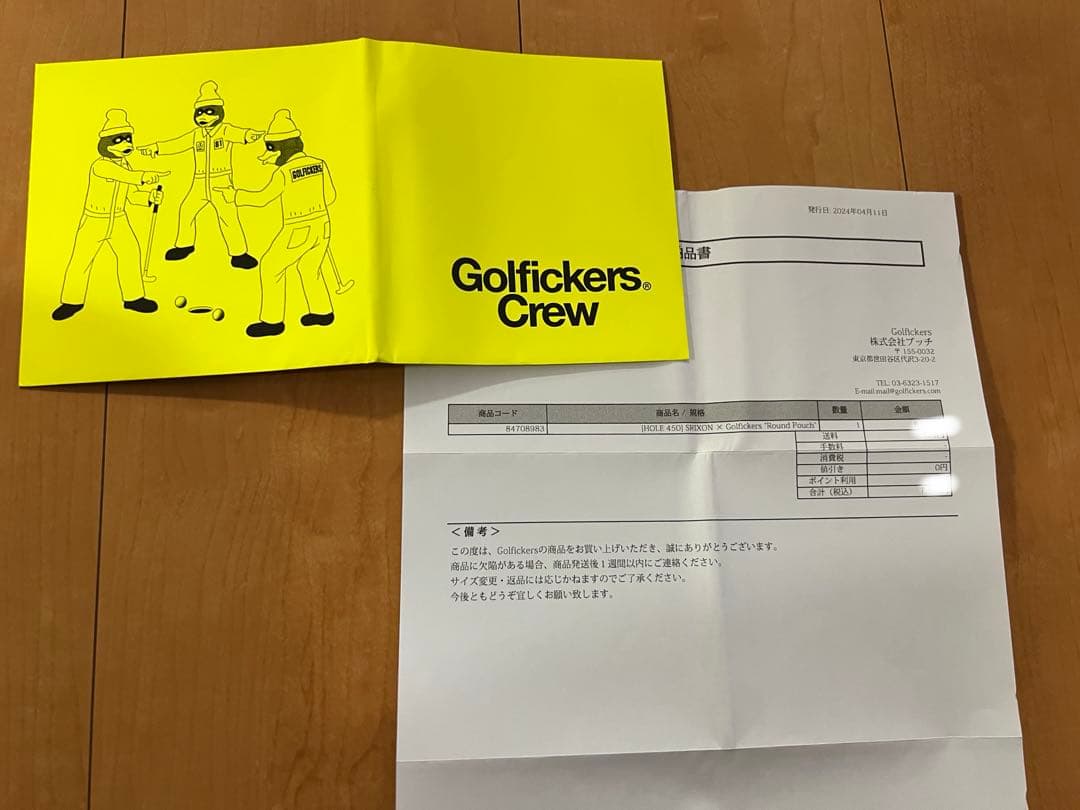 GOLFICKERS
Golfickers®
Crew
発行日: 2024年04月11日
品書
Golfickers
株式会社ブッチ
〒155-0032
東京都世田谷区代沢3-20-2
TEL: 03-6323-1517
E-mail:mail@golfickers.com
商品コード 商品名 / 規格 数量 金額
84708983 [HOLE 450] SRIXON × Golfickers "Round Pouch" 1
送料
手数料 -
消費税 -
値引き 0円
ポイント利用
合計（税込）
＜備考＞
この度は、Golfickersの商品をお買い上げいただき、誠にありがとうございます。
商品に欠陥がある場合、商品発送後１週間以内にご連絡ください。
サイズ変更・返品には応じかねますのでご了承ください。
今後ともどうぞ宜しくお願い致します。